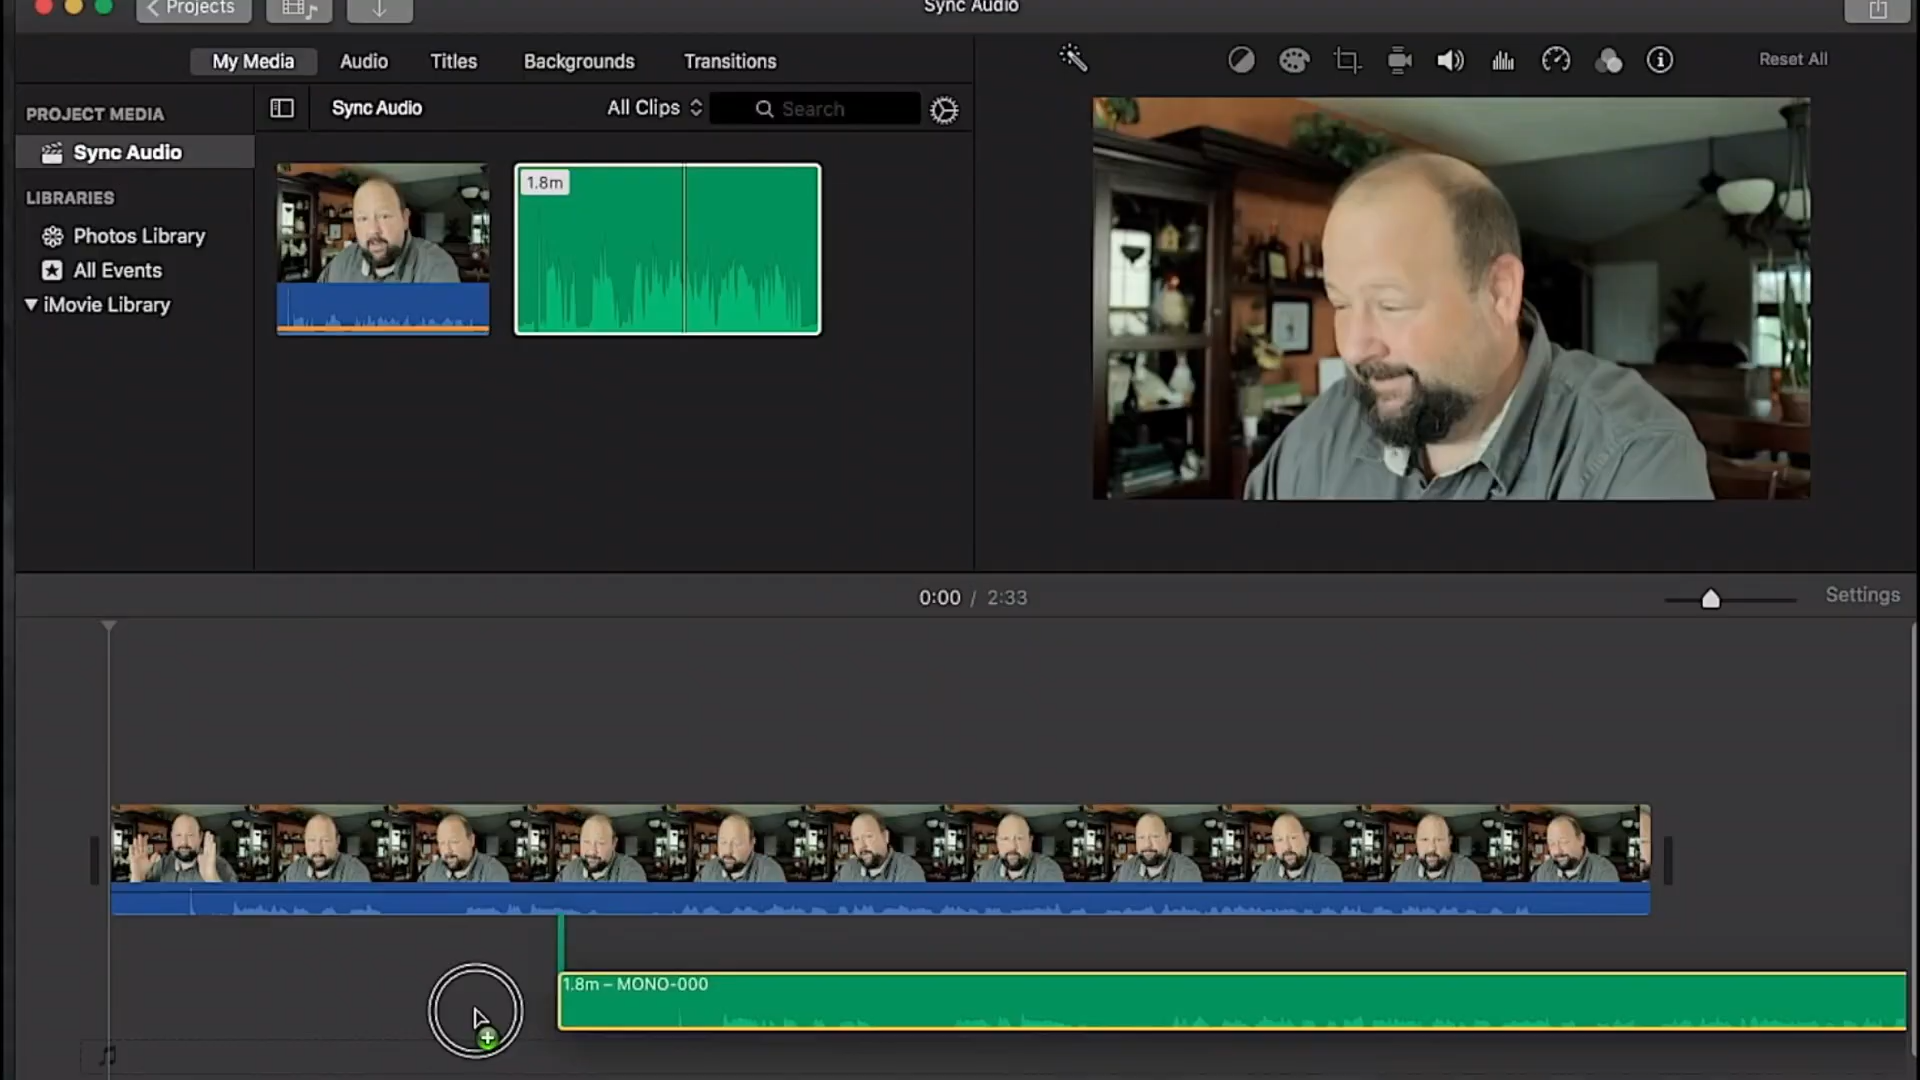 Projects
Sync Audio
My Media
Audio
Titles
Backgrounds
Transitions
Reset All
PROJECT MEDIA
Sync Audio
All Clips
Search
Sync Audio
LIBRARIES
Photos Library
All Events
iMovie Library
1.8m
0:00 / 2:33
Settings
1.8m – MONO-000